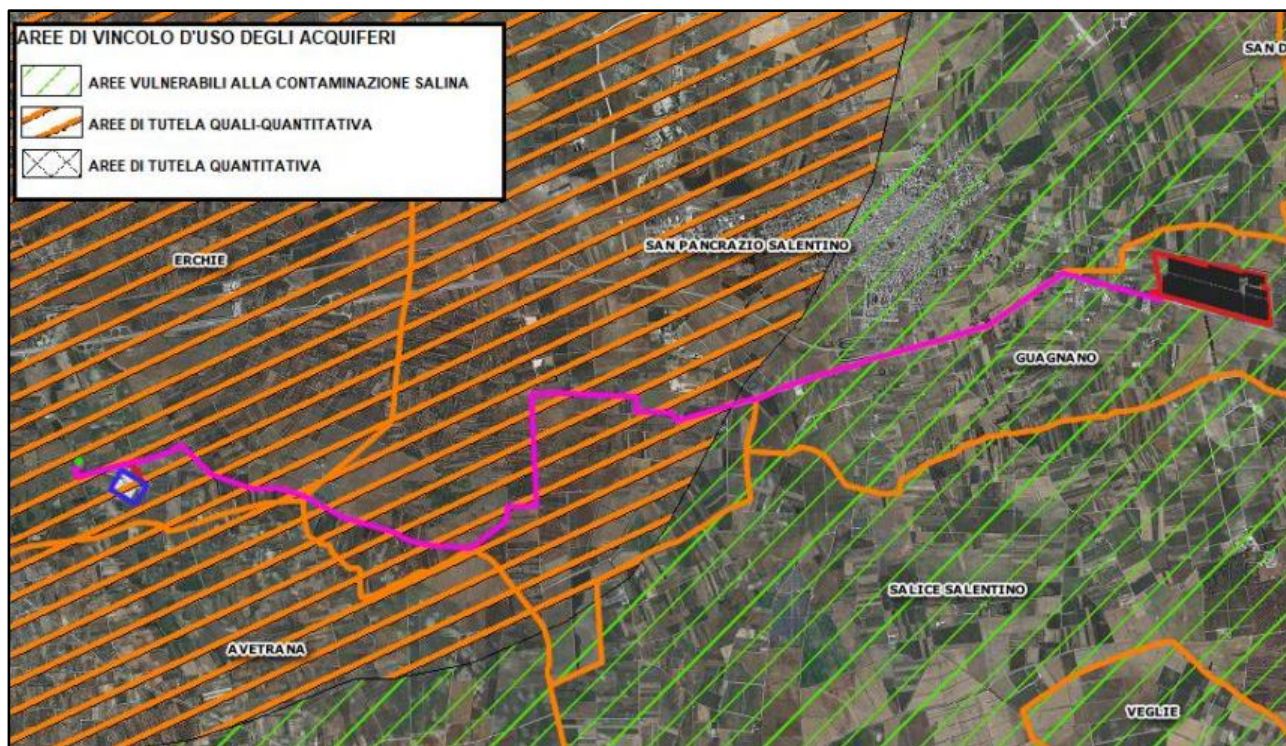 AREE DI VINCOLO D'USO DEGLI ACQUIFERI
AREE VULNERABILI ALLA CONTAMINAZIONE SALINA
AREE DI TUTELA QUALI-QUANTITATIVA
AREE DI TUTELA QUANTITATIVA
SAN D
SAN PANCRAZIO SALENTINO
ERCHIE
GUAGNANO
SALICE SALENTINO
AVETRANA
VEGLIE